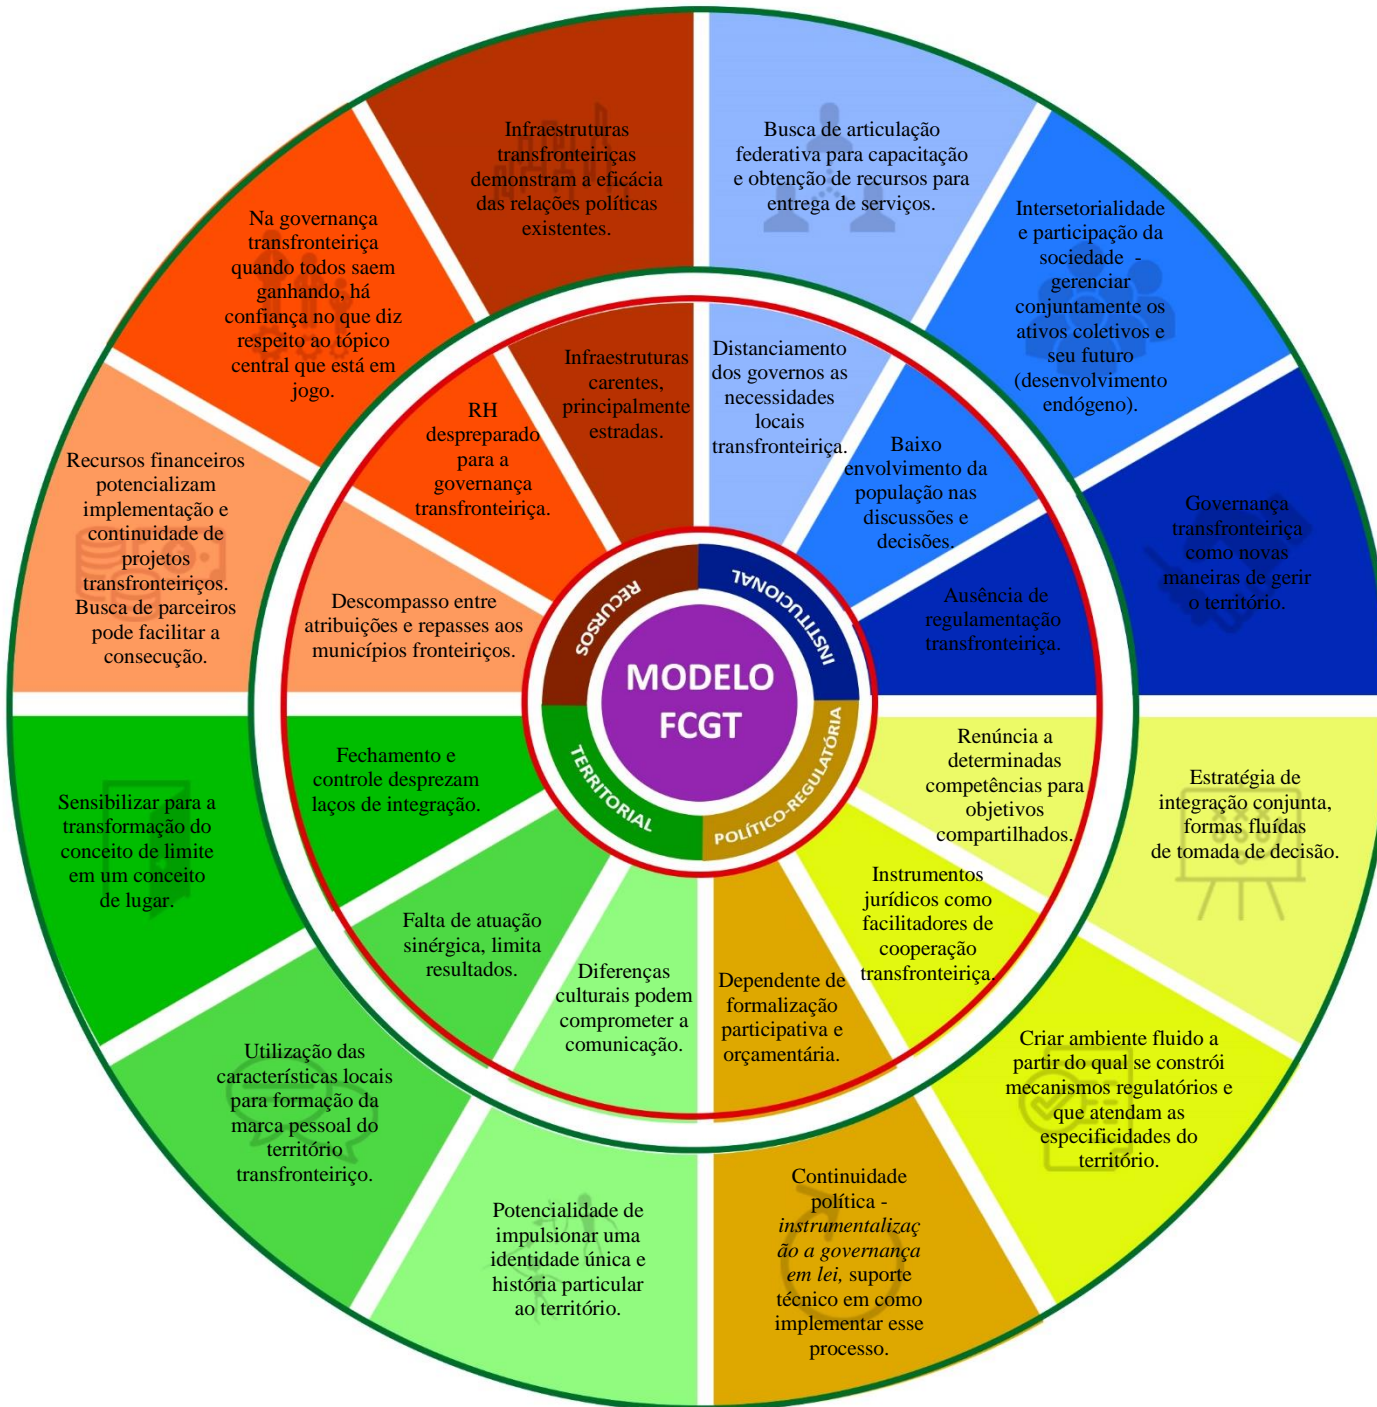 Infraestruturas
transfronteiriças
demonstram a eficácia
das relações políticas
existentes.
Busca de articulação
federativa para capacitação
e obtenção de recursos para
entrega de serviços.
Intersetorialidade
e participação da
sociedade -
gerenciar
conjuntamente os
ativos coletivos e
seu futuro
(desenvolvimento
endógeno).
Governança
transfronteiriça
como novas
maneiras de gerir
o território.
Estratégia de
integração conjunta,
formas fluídas
de tomada de decisão.
Criar ambiente fluido a
partir do qual se constrói
mecanismos regulatórios e
que atendam as
especificidades do
território.
Continuidade
política -
instrumentalizaç
ão a governança
em lei, suporte
técnico em como
implementar esse
processo.
Potencialidade de
impulsionar uma
identidade única e
história particular
ao território.
Utilização das
características locais
para formação da
marca pessoal do
território
transfronteiriço.
Sensibilizar para a
transformação do
conceito de limite
em um conceito
de lugar.
Recursos financeiros
potencializam
implementação e
continuidade de
projetos
transfronteiriços.
Busca de parceiros
pode facilitar a
consecução.
Na governança
transfronteiriça
quando todos saem
ganhando, há
confiança no que diz
respeito ao tópico
central que está em
jogo.
Infraestruturas
carentes,
principalmente
estradas.
Distanciamento
dos governos as
necessidades
locais
transfronteiriça.
Baixo
envolvimento da
população nas
discussões e
decisões.
Ausência de
regulamentação
transfronteiriça.
Renúncia a
determinadas
competências para
objetivos
compartilhados.
Instrumentos
jurídicos como
facilitadores de
cooperação
transfronteiriça.
Dependente de
formalização
participativa e
orçamentária.
Diferenças
culturais podem
comprometer a
comunicação.
Falta de atuação
sinérgica, limita
resultados.
Fechamento e
controle desprezam
laços de integração.
Descompasso entre
atribuições e repasses aos
municípios fronteiriços.
RH
despreparado
para a
governança
transfronteiriça.
RECURSOS
INSTITUCIONAL
POLÍTICO-REGULATÓRIA
TERRITORIAL
MODELO
FCGT